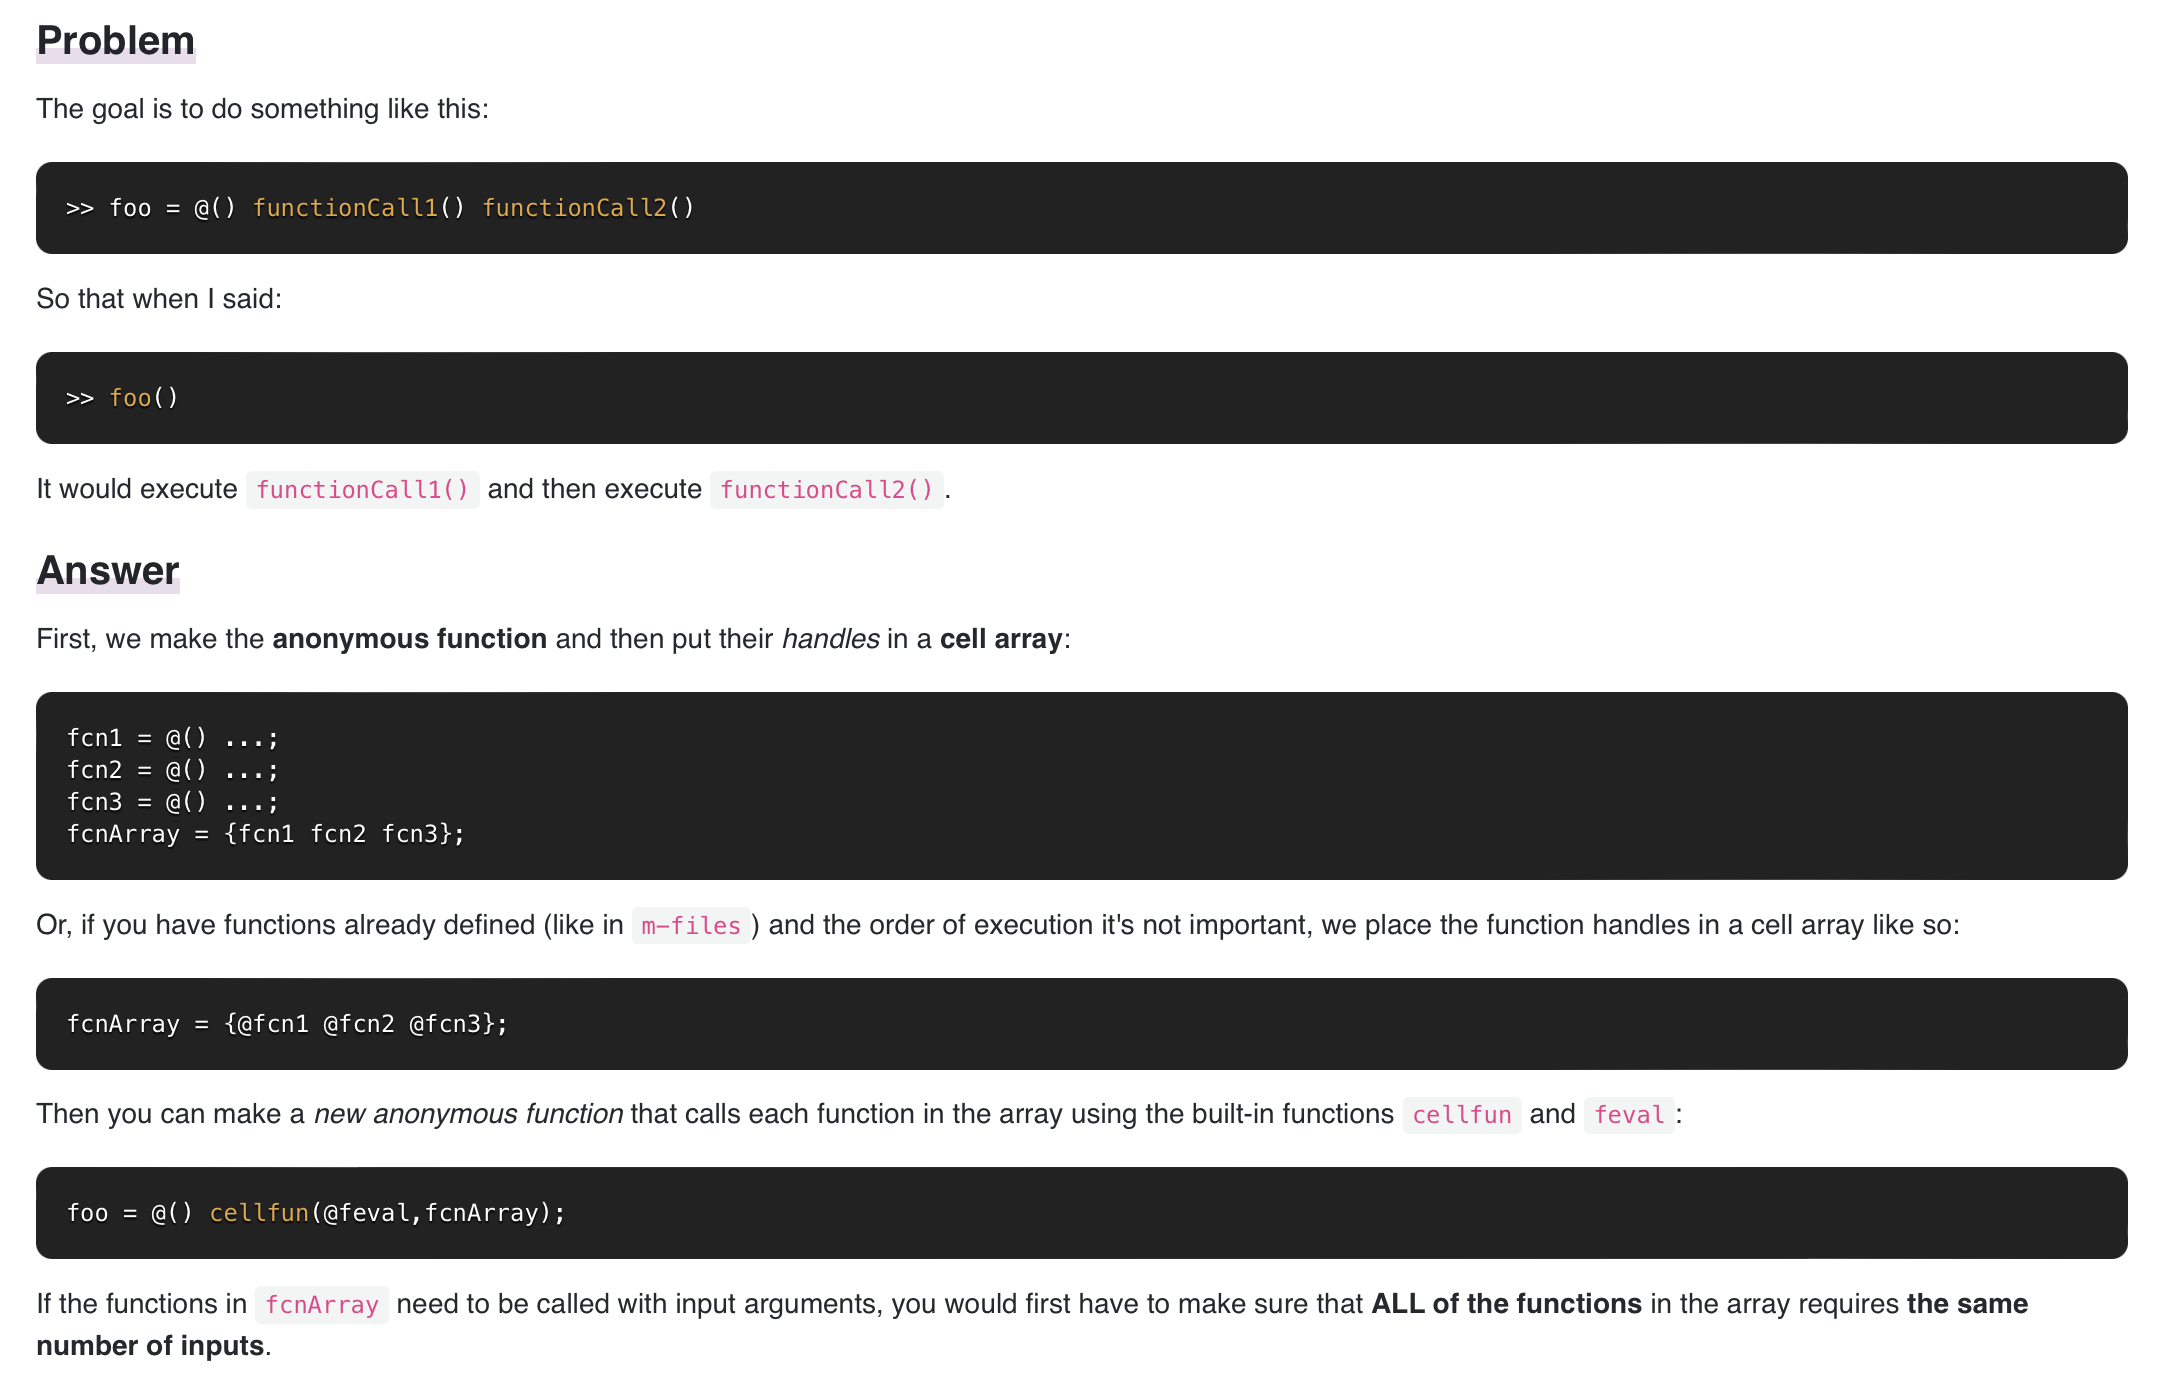 Problem
The goal is to do something like this:
>> foo = @() functionCall1() functionCall2()
So that when I said:
>> foo()
It would execute functionCall1() and then execute functionCall2().
Answer
First, we make the anonymous function and then put their handles in a cell array:
fcn1 = @() ...;
fcn2 = @() ...;
fcn3 = @() ...;
fcnArray = {fcn1 fcn2 fcn3};
Or, if you have functions already defined (like in m-files) and the order of execution it's not important, we place the function handles in a cell array like so:
fcnArray = {@fcn1 @fcn2 @fcn3};
Then you can make a new anonymous function that calls each function in the array using the built-in functions cellfun and feval:
foo = @() cellfun(@feval,fcnArray);
If the functions in fcnArray need to be called with input arguments, you would first have to make sure that ALL of the functions in the array requires the same
number of inputs.